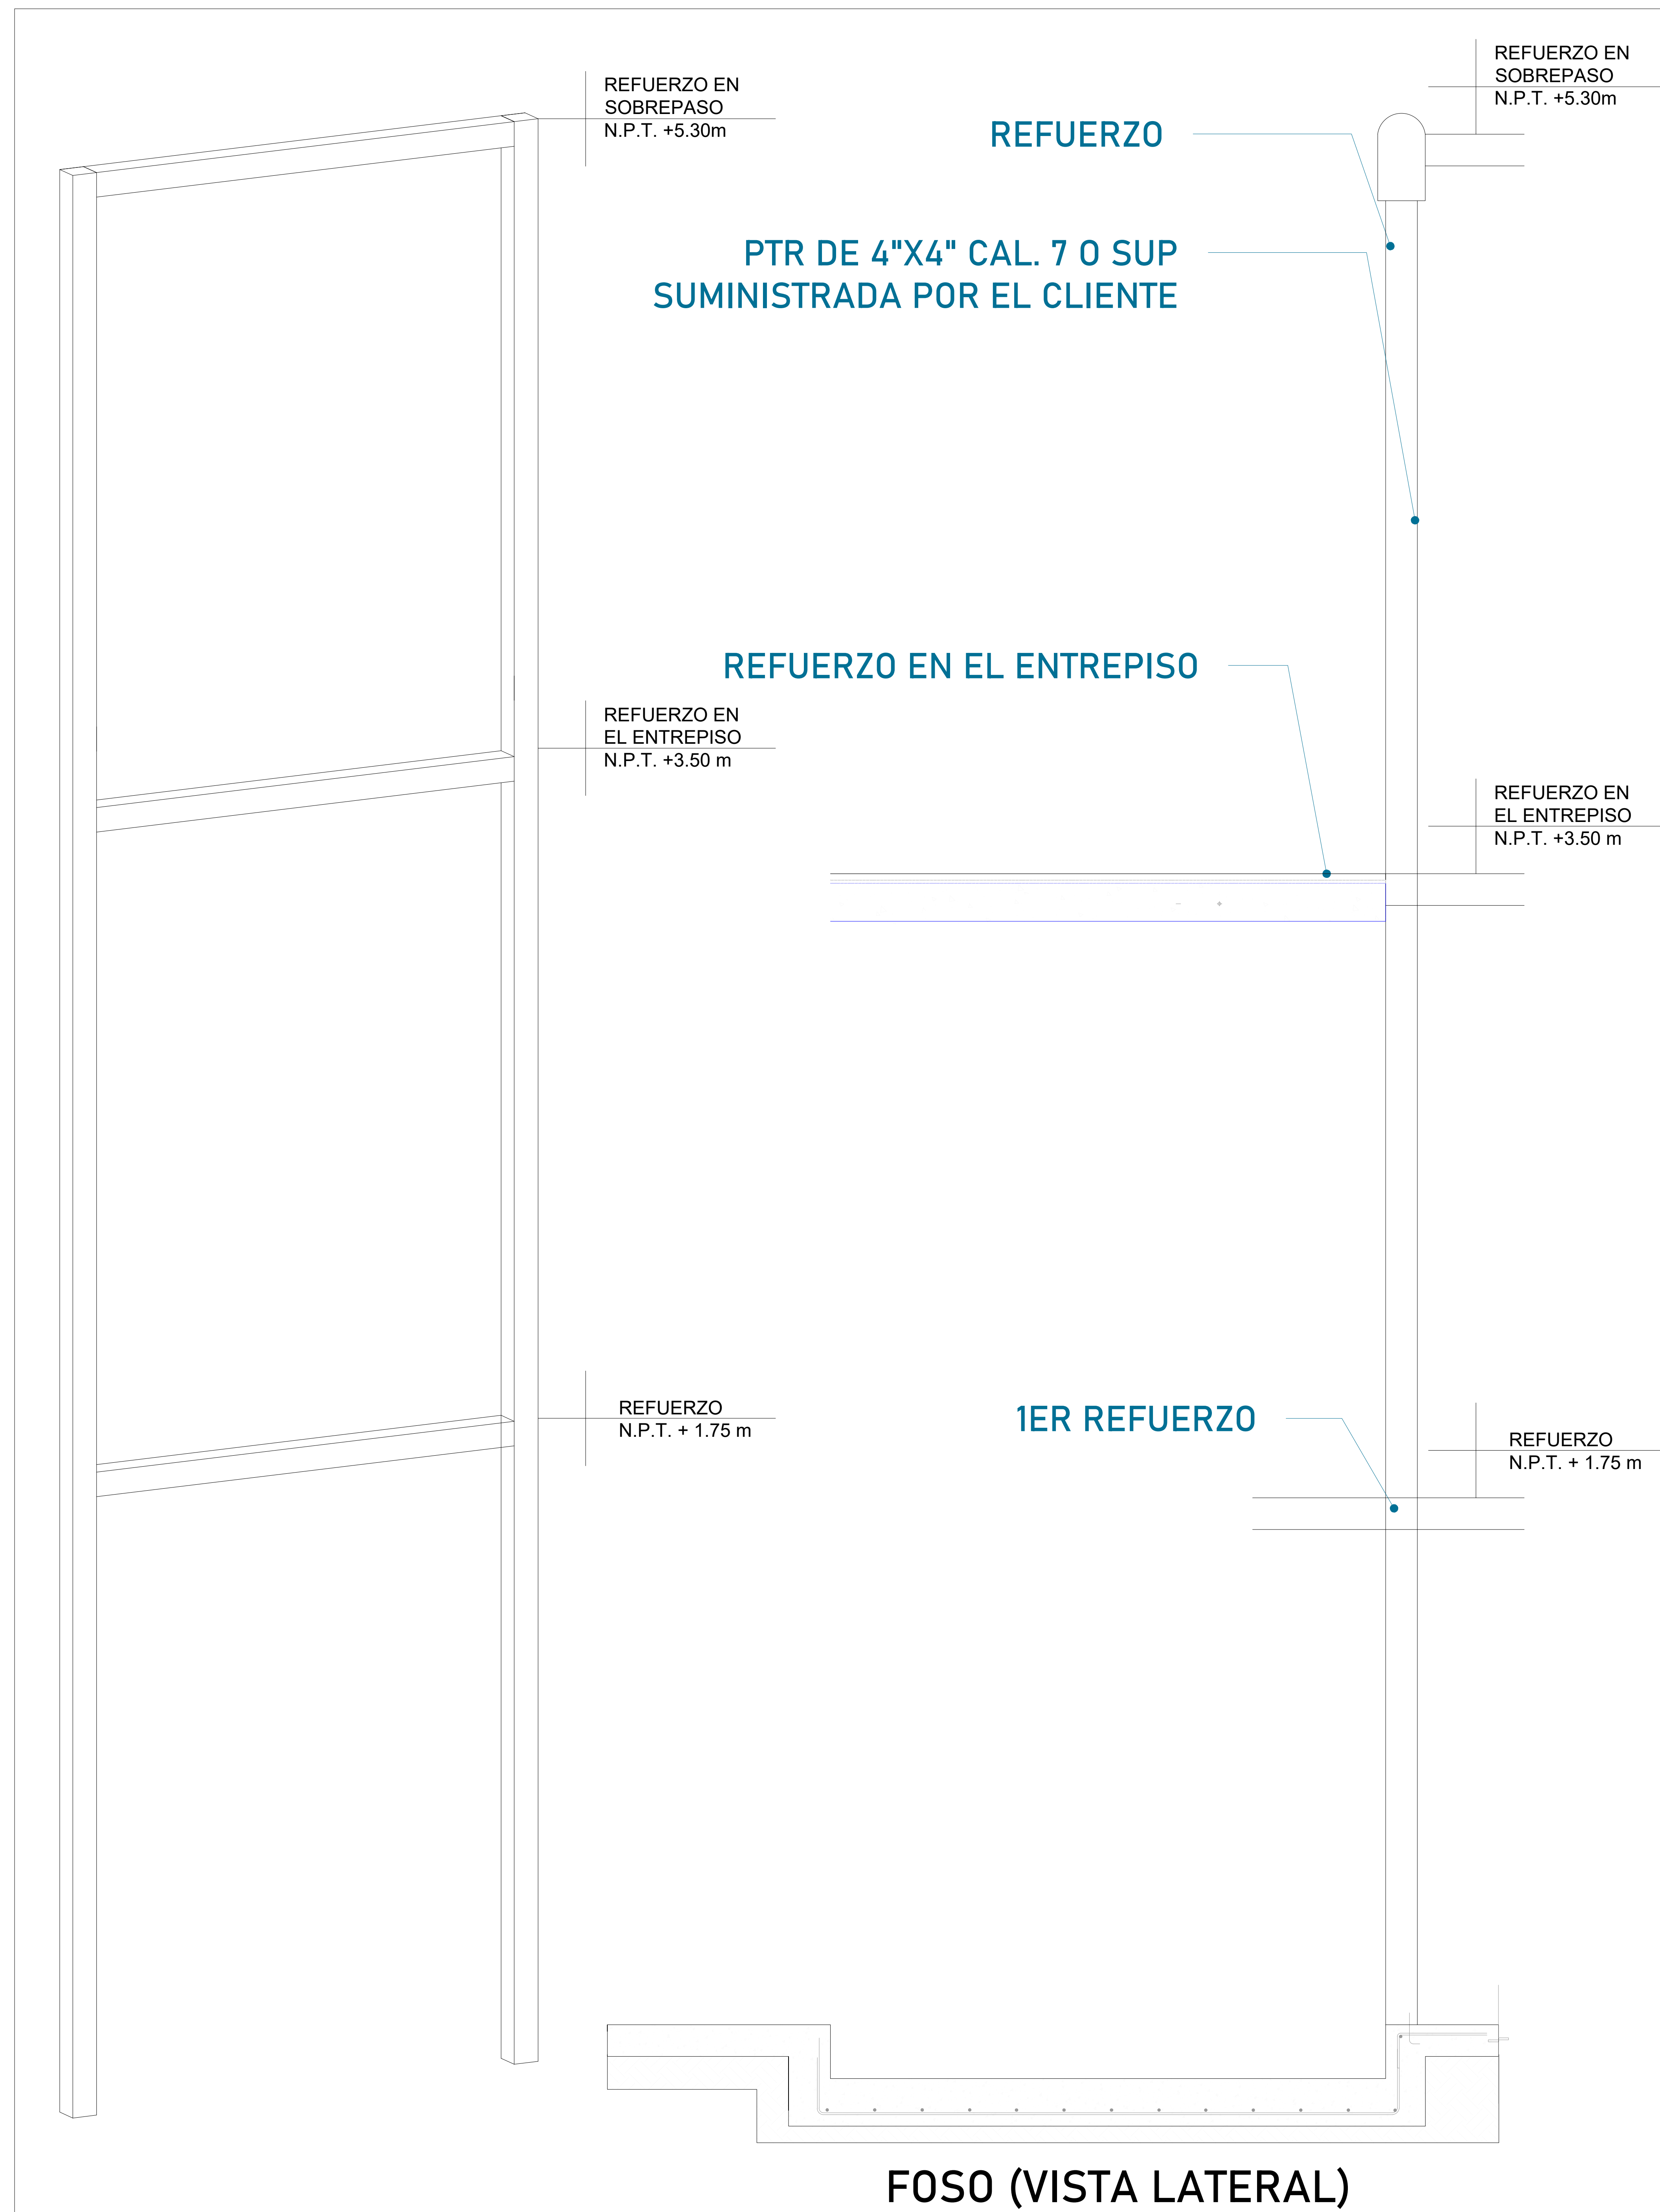 REFUERZO EN
SOBREPASO
N.P.T. +5.30m
REFUERZO EN
SOBREPASO
N.P.T. +5.30m
REFUERZO
PTR DE 4"X4" CAL. 7 O SUP
SUMINISTRADA POR EL CLIENTE
REFUERZO EN EL ENTREPISO
REFUERZO EN
EL ENTREPISO
N.P.T. +3.50 m
REFUERZO EN
EL ENTREPISO
N.P.T. +3.50 m
REFUERZO
N.P.T. + 1.75 m
1ER REFUERZO
REFUERZO
N.P.T. + 1.75 m
FOSO (VISTA LATERAL)